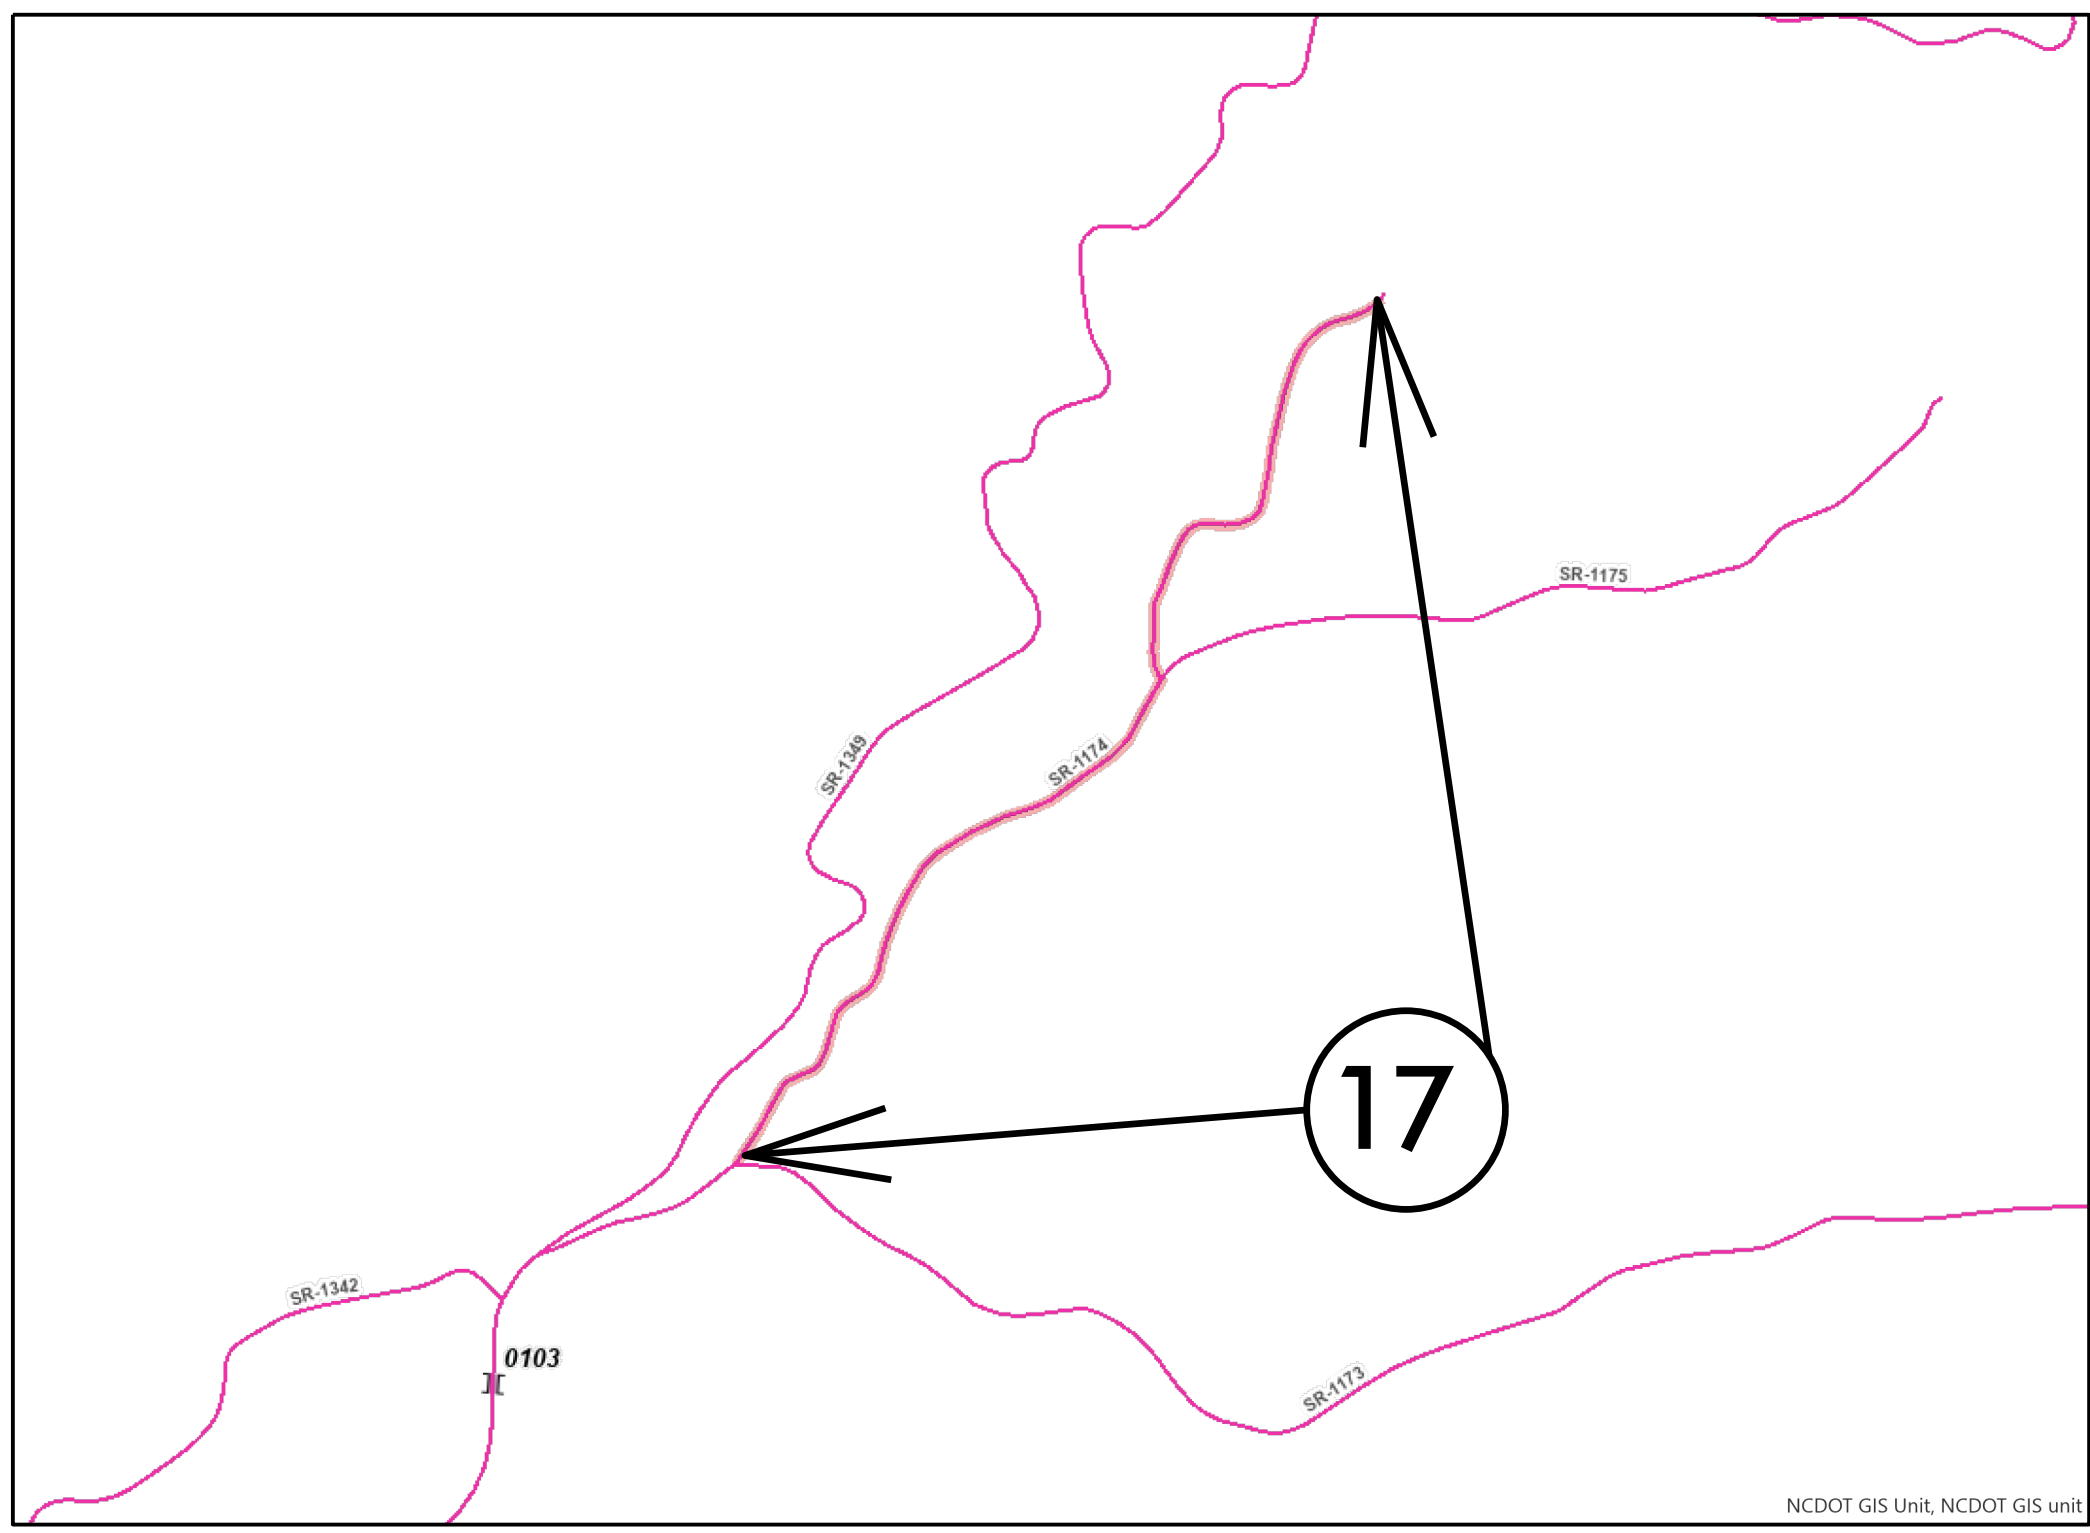 SR-1175
SR-1349
SR-1174
17
SR-1342
0103
SR-1173
NCDOT GIS Unit, NCDOT GIS unit